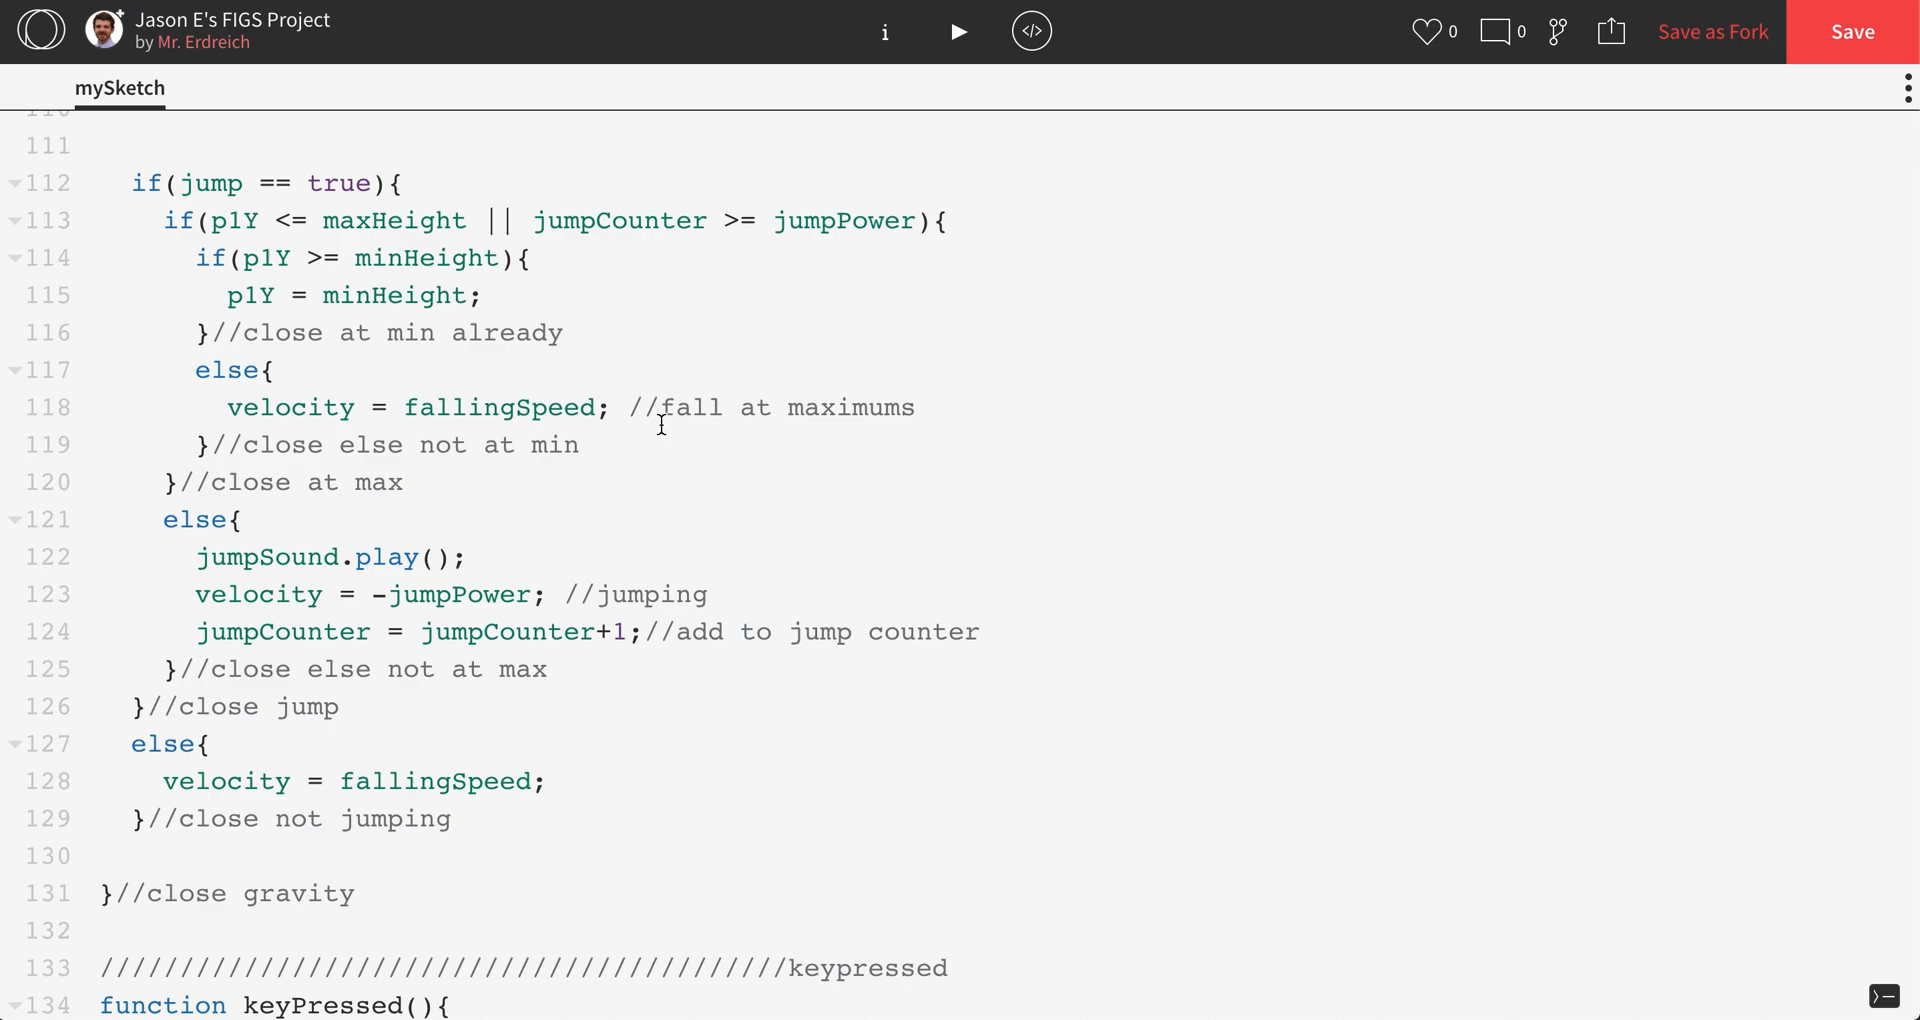 Jason E's FIGS Project
by Mr. Erdreich
i
</>
0
0
Save as Fork
Save
mySketch
110
111
112 if(jump == true){
113 if(p1Y <= maxHeight || jumpCounter >= jumpPower){
114 if(p1Y >= minHeight){
115 p1Y = minHeight;
116 }//close at min already
117 else{
118 velocity = fallingSpeed; //fall at maximums
119 }//close else not at min
120 }//close at max
121 else{
122 jumpSound.play();
123 velocity = -jumpPower; //jumping
124 jumpCounter = jumpCounter+1;//add to jump counter
125 }//close else not at max
126 }//close jump
127 else{
128 velocity = fallingSpeed;
129 }//close not jumping
130
131 }//close gravity
132
133 ///////////////////////////////////////////keypressed
134 function keyPressed(){